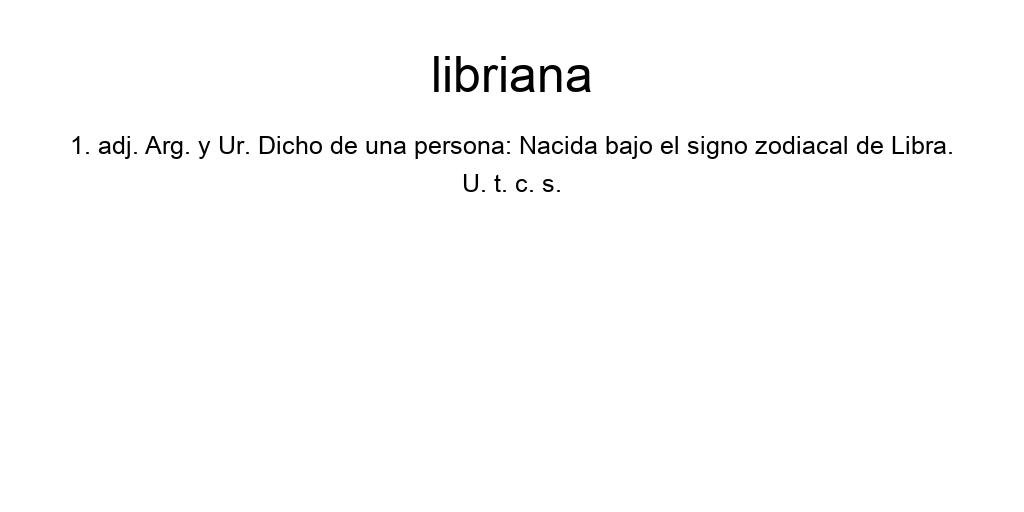 libriana
1. adj. Arg. y Ur. Dicho de una persona: Nacida bajo el signo zodiacal de Libra.
U. t. c. s.